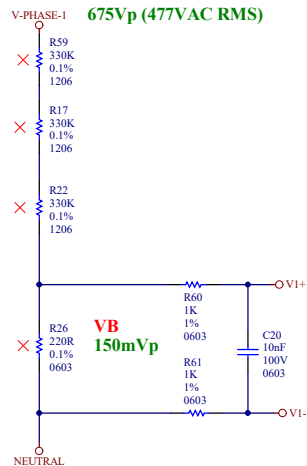 V-PHASE-1 675Vp (477VAC RMS)
R59
330K
0.1%
1206
R17
330K
0.1%
1206
R22
330K
0.1%
1206
V1+
R60
1K
1%
0603
R26
220R
0.1%
0603
VB
150mVp
C20
10nF
100V
0603
R61
1K
1%
0603
V1-
NEUTRAL